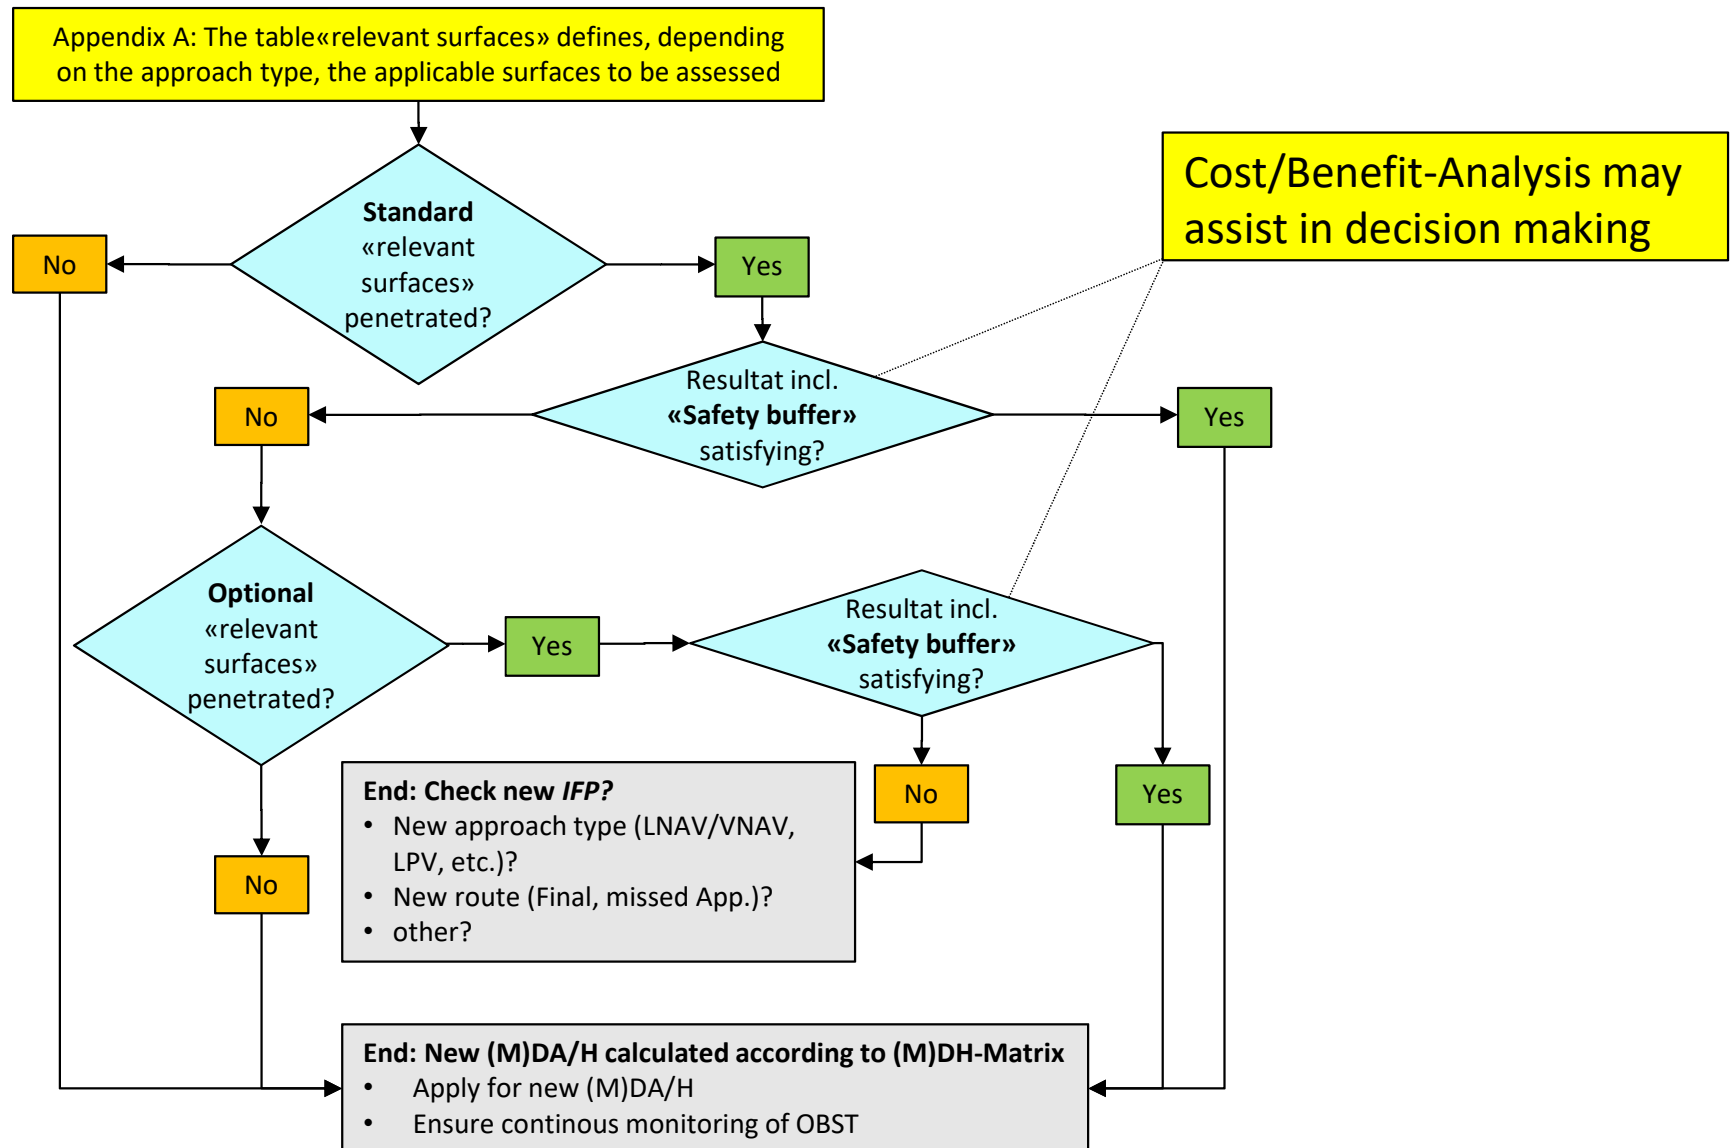 Appendix A: The table«relevant surfaces» defines, depending
on the approach type, the applicable surfaces to be assessed
Cost/Benefit-Analysis may
assist in decision making
Standard
«relevant
surfaces»
penetrated?
No
Yes
Resultat incl.
«Safety buffer»
satisfying?
No
Yes
Optional
«relevant
surfaces»
penetrated?
Yes
Resultat incl.
«Safety buffer»
satisfying?
No
Yes
No
End: Check new IFP?
• New approach type (LNAV/VNAV,
LPV, etc.)?
• New route (Final, missed App.)?
• other?
End: New (M)DA/H calculated according to (M)DH-Matrix
• Apply for new (M)DA/H
• Ensure continous monitoring of OBST